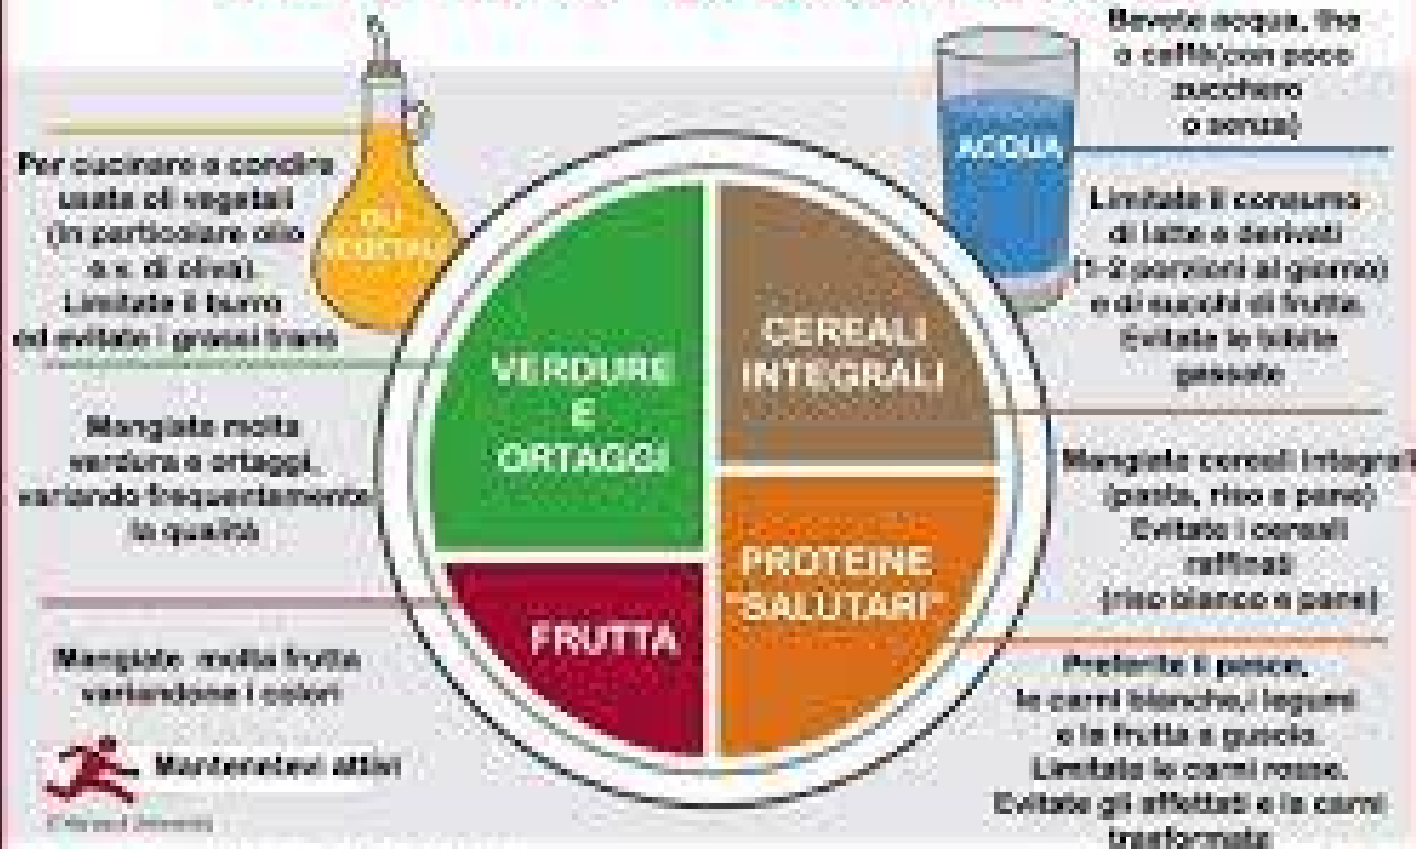 Bevete acqua, the
o caffè(con poco
zucchero
o senza)
ACQUA
Per cucinare e condire
usate oli vegetali
(in particolare olio
e.v. di oliva).
Limitate il burro
ed evitate i grassi trans
OLI
VEGETALI
Limitate il consumo
di latte e derivati
(1-2 porzioni al giorno)
e di succhi di frutta.
Evitate le bibite
gassate
VERDURE
E
ORTAGGI
CEREALI
INTEGRALI
Mangiate molta
verdura e ortaggi,
variando frequentemente
la qualità
Mangiate cereali integrali
(pasta, riso e pane)
Evitate i cereali
raffinati
(riso bianco e pane)
FRUTTA
PROTEINE
"SALUTARI"
Mangiate molta frutta
variandone i colori
Preferite il pesce,
le carni bianche,i legumi
e la frutta a guscio.
Limitate le carni rosse.
Evitate gli affettati e la carni
trasformate
Mantenetevi attivi